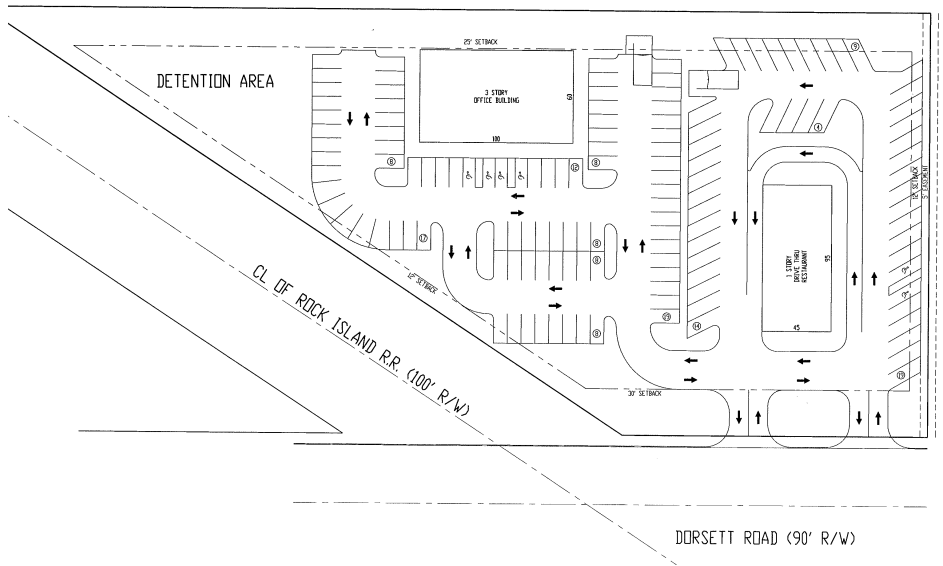 25' SETBACK
9
DETENTION AREA
3 STORY
OFFICE BUILDING
60
100
4
8
12
8
12' SETBACK
5' EASEMENT
17
8
8
1 STORY
DRIVE THRU
RESTAURANT
95
45
12' SETBACK
CL OF ROCK ISLAND R.R. (100' R/W)
8
14
30' SETBACK
DORSETT ROAD (90' R/W)